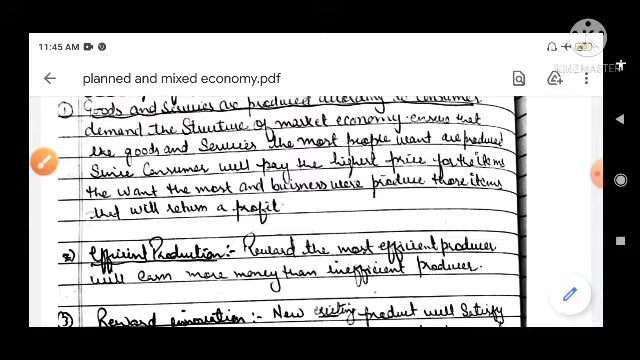 11:45 AM
KINEMASTER
planned and mixed economy.pdf
① Goods and services are produced according to consumer
demand. The structure of market economy ensures that
the goods and services the most people want are produced
Since consumer will pay the highest price for the items
the want the most and business were produce those items
that will return a profit.
2) Efficient Production:- Reward the most efficient producer
will earn more money than inefficient producer.
③ Reward innovation:- New exciting product will satisfy